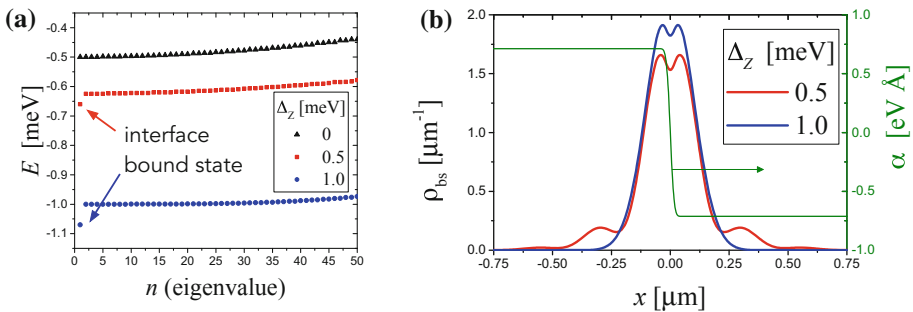 (a)
-0.4
-0.5
-0.6
-0.7
-0.8
-0.9
-1.0
-1.1
E [meV]
Δ_Z [meV]
0
0.5
1.0
interface
bound state
0 5 10 15 20 25 30 35 40 45 50
n (eigenvalue)
(b)
2.0
1.5
1.0
0.5
0.0
ρ_bs [μm⁻¹]
Δ_Z [meV]
0.5
1.0
1.0
0.5
0.0
-0.5
-1.0
α [eV Å]
-0.75 -0.50 -0.25 0.00 0.25 0.50 0.75
x [μm]